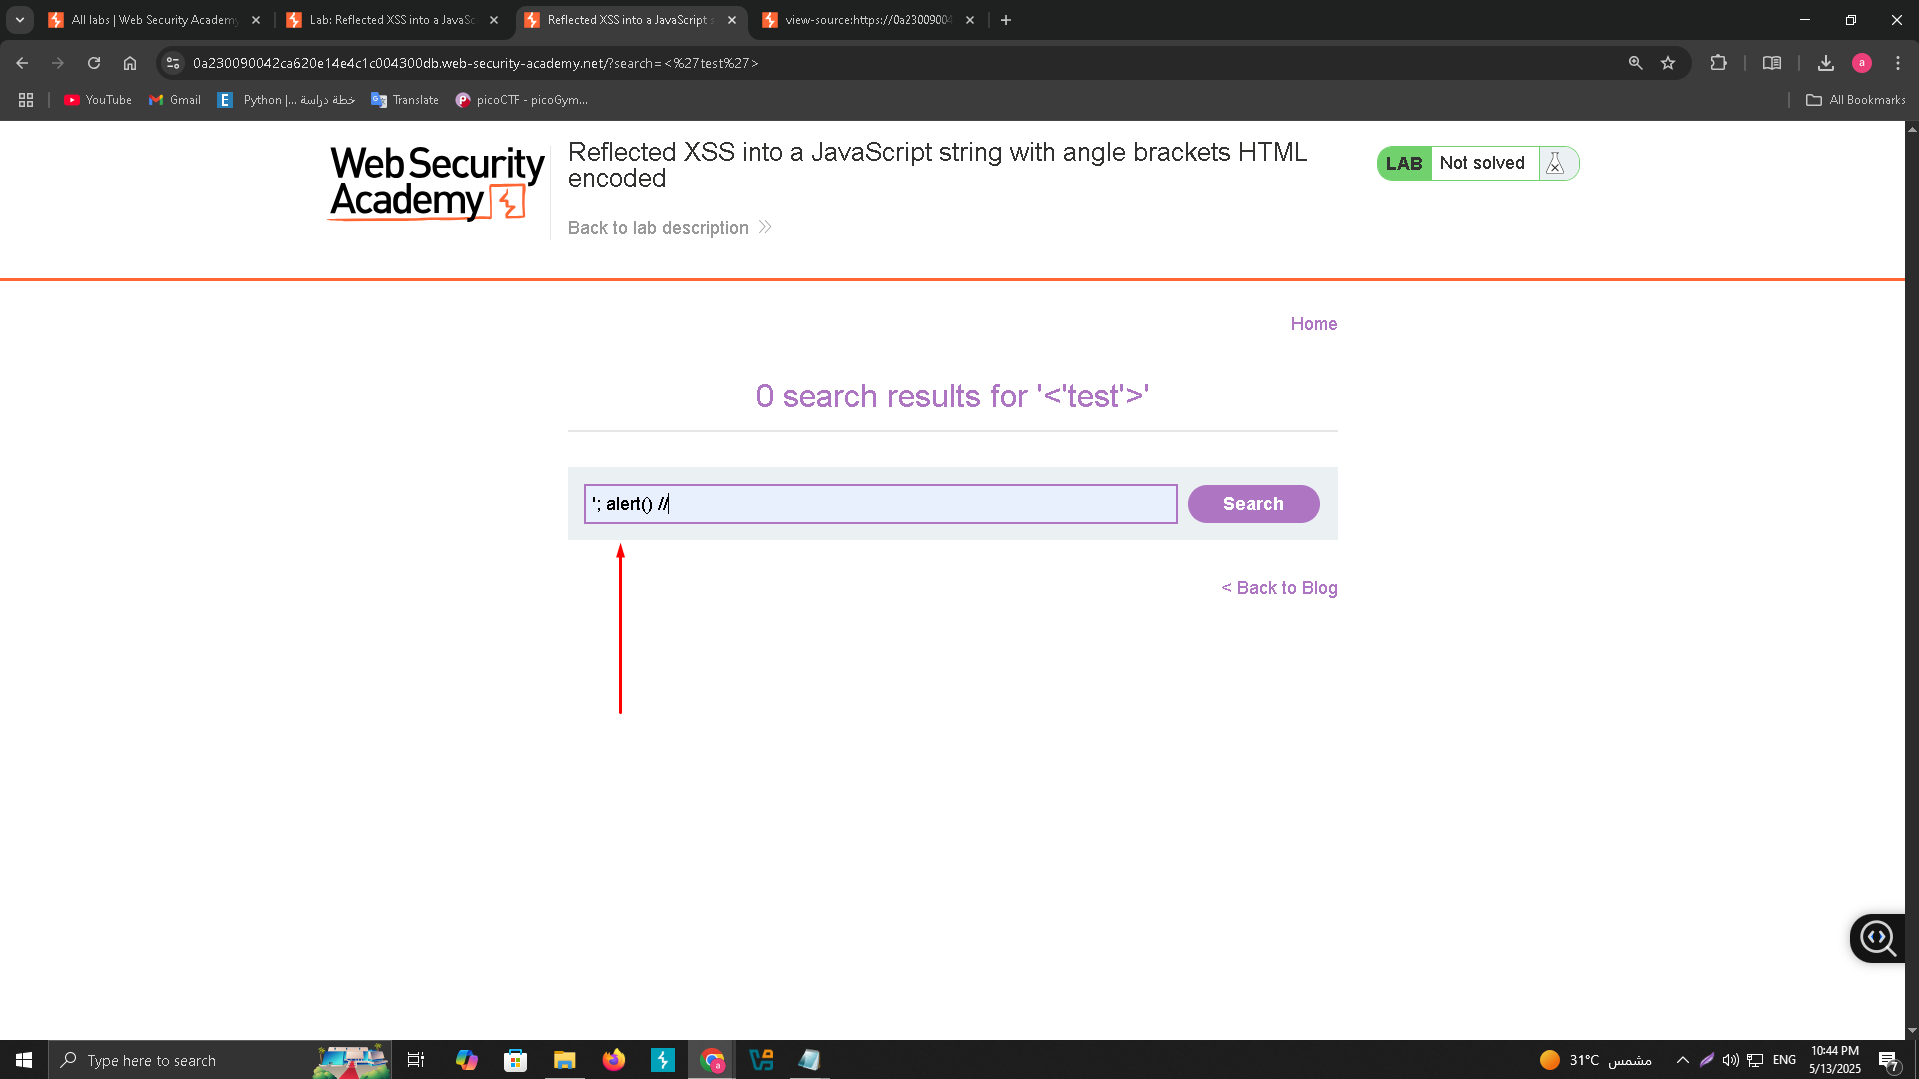 All labs | Web Security Academy
Lab: Reflected XSS into a JavaSc
Reflected XSS into a JavaScript s
view-source:https://0a23009004
0a230090042ca620e14e4c1c004300db.web-security-academy.net/?search=<%27test%27>
a
YouTube
Gmail
E
Python |... خطة دراسة
Translate
picoCTF - picoGym...
All Bookmarks
Web Security
Academy
Reflected XSS into a JavaScript string with angle brackets HTML
encoded
Back to lab description
LAB
Not solved
Home
0 search results for '<'test'>'
'; alert() //
Search
< Back to Blog
Type here to search
a
31°C مشمس
ENG
10:44 PM
5/13/2025
7